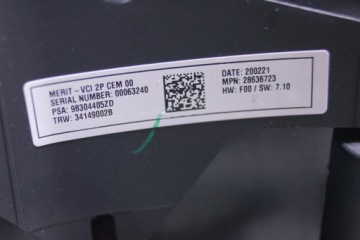 MERIT - VCI 2P CEM 00
SERIAL NUMBER: 00063240
PSA: 98304405ZD
TRW: 34149002B
DATE: 200221
MPN: 28636723
HW: F00 / SW: 7.10